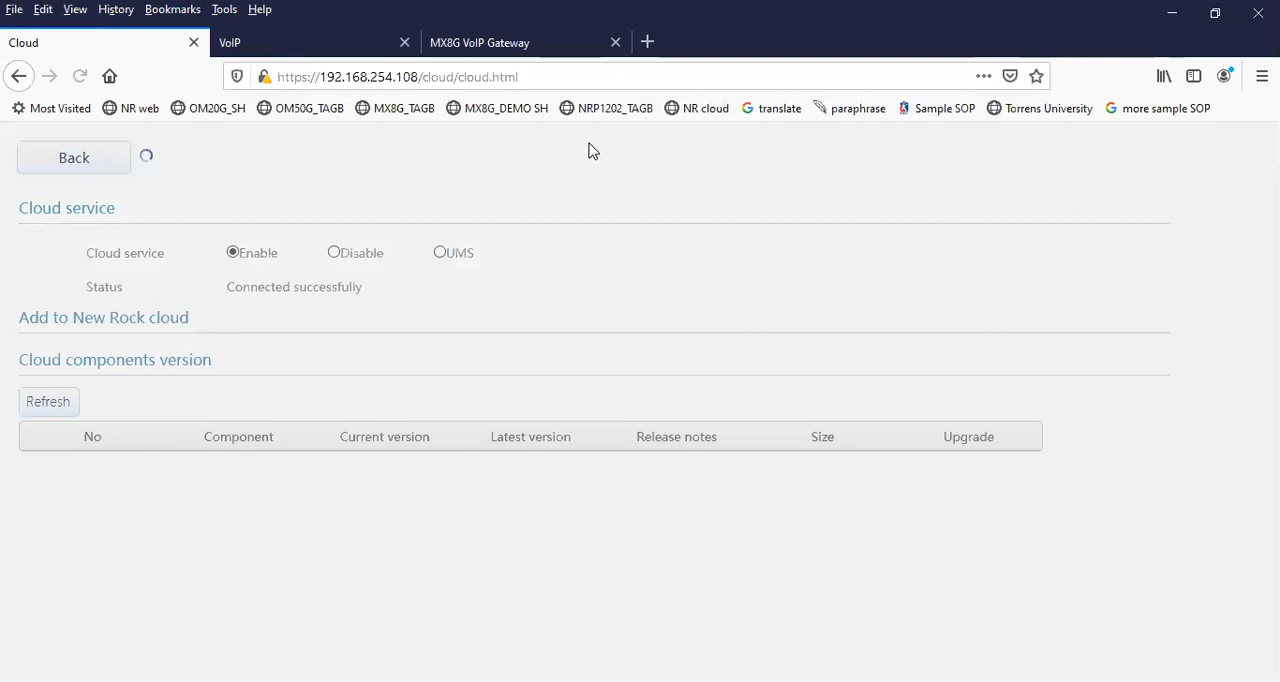 File Edit View History Bookmarks Tools Help
Cloud VoIP MX8G VoIP Gateway
https://192.168.254.108/cloud/cloud.html
Most Visited NR web OM20G_SH OM50G_TAGB MX8G_TAGB MX8G_DEMO SH NRP1202_TAGB NR cloud translate paraphrase Sample SOP Torrens University more sample SOP
Back
Cloud service
Cloud service Enable Disable UMS
Status Connected successfully
Add to New Rock cloud
Cloud components version
Refresh
No Component Current version Latest version Release notes Size Upgrade